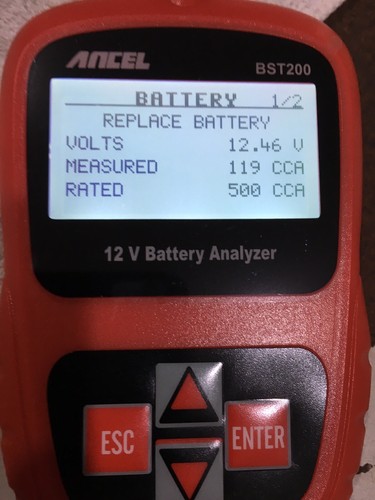 ANCEL
BST200
BATTERY 1/2
REPLACE BATTERY
VOLTS 12.46 V
MEASURED 119 CCA
RATED 500 CCA
12 V Battery Analyzer
ESC
ENTER